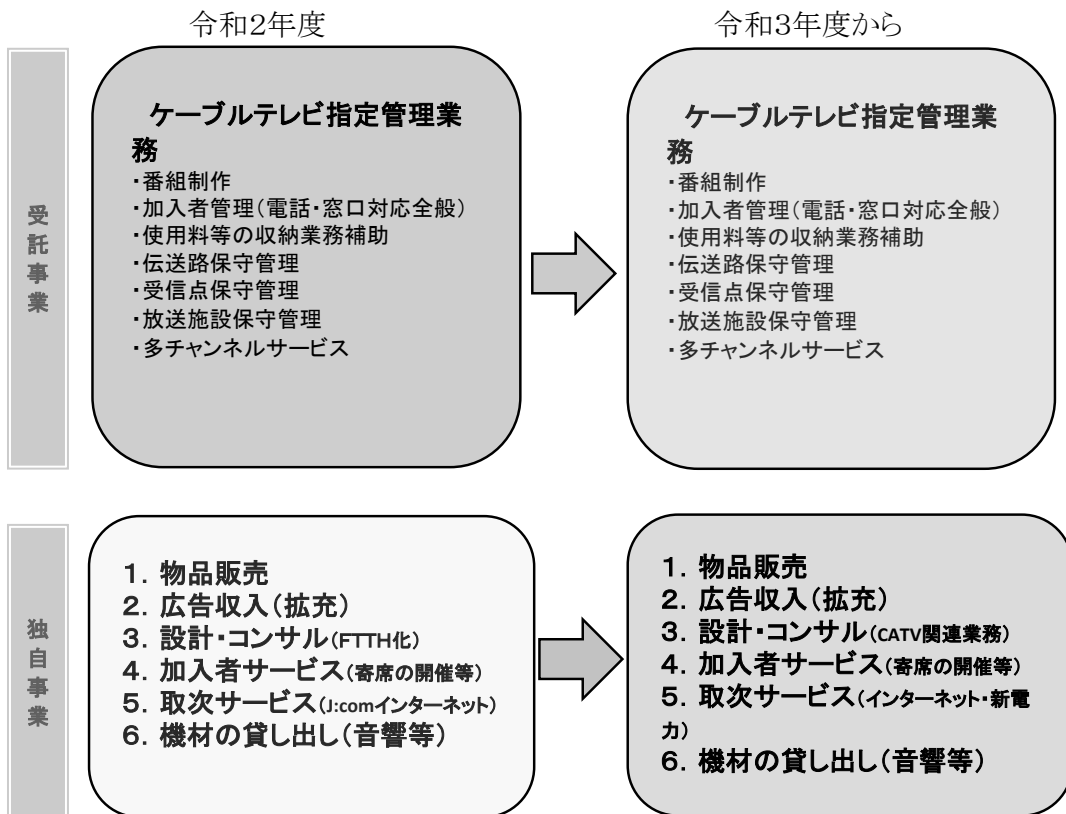 令和2年度
令和3年度から
受託事業
ケーブルテレビ指定管理業
務
・番組制作
・加入者管理(電話・窓口対応全般)
・使用料等の収納業務補助
・伝送路保守管理
・受信点保守管理
・放送施設保守管理
・多チャンネルサービス
ケーブルテレビ指定管理業
務
・番組制作
・加入者管理(電話・窓口対応全般)
・使用料等の収納業務補助
・伝送路保守管理
・受信点保守管理
・放送施設保守管理
・多チャンネルサービス
独自事業
1．物品販売
2．広告収入(拡充)
3．設計・コンサル(FTTH化)
4．加入者サービス(寄席の開催等)
5．取次サービス(J:comインターネット)
6．機材の貸し出し(音響等)
1．物品販売
2．広告収入(拡充)
3．設計・コンサル(CATV関連業務)
4．加入者サービス(寄席の開催等)
5．取次サービス(インターネット・新電
力)
6．機材の貸し出し(音響等)